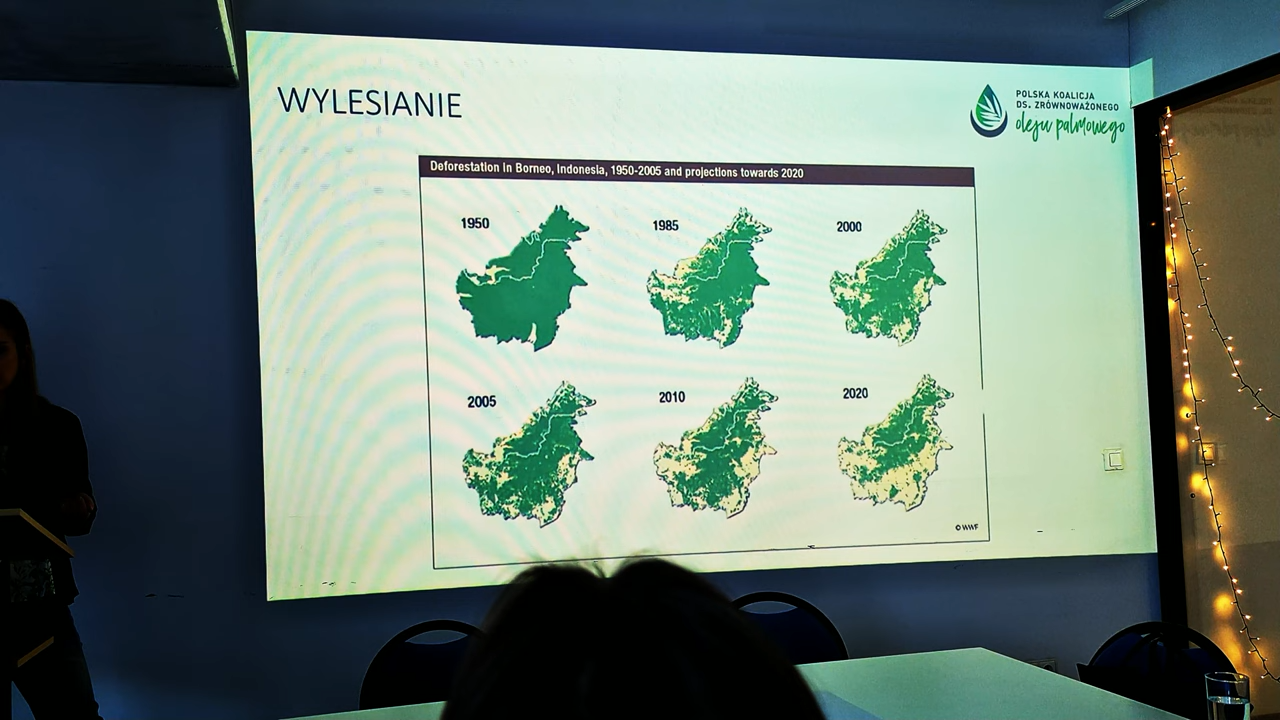 WYLESIANIE
POLSKA KOALICJA
DS. ZRÓWNOWAŻONEGO
oleju palmowego
Deforestation in Borneo, Indonesia, 1950-2005 and projections towards 2020
1950
1985
2000
2005
2010
2020
© WWF